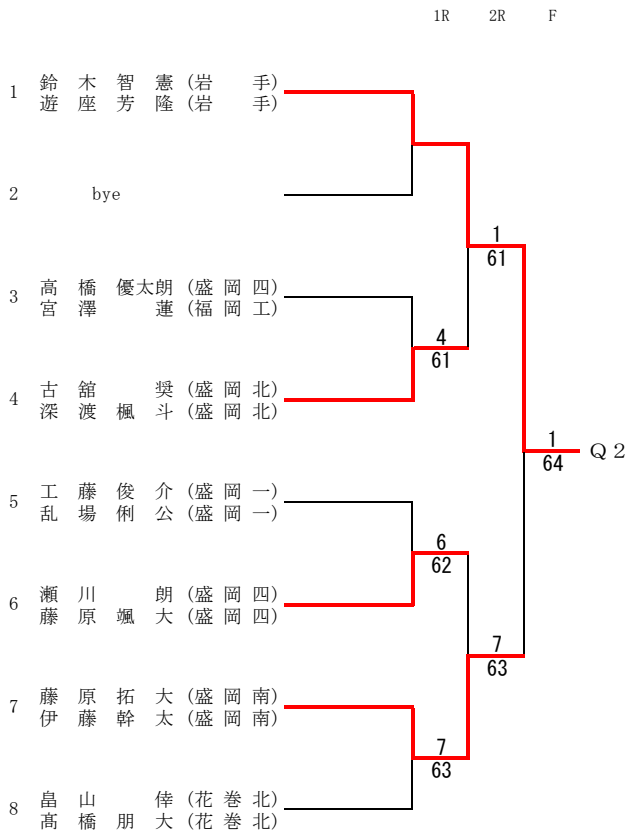 1R 2R F
1 鈴木智憲(岩手)
遊座芳隆(岩手)
2 bye
1
61
3 高橋優太朗(盛岡四)
宮澤蓮(福岡工)
4
61
4 古舘奨(盛岡北)
深渡楓斗(盛岡北)
1
64
Q2
5 工藤俊介(盛岡一)
乱場俐公(盛岡一)
6
62
6 瀬川朗(盛岡四)
藤原颯大(盛岡四)
7
63
7 藤原拓大(盛岡南)
伊藤幹太(盛岡南)
7
63
8 畠山倖(花巻北)
髙橋朋大(花巻北)